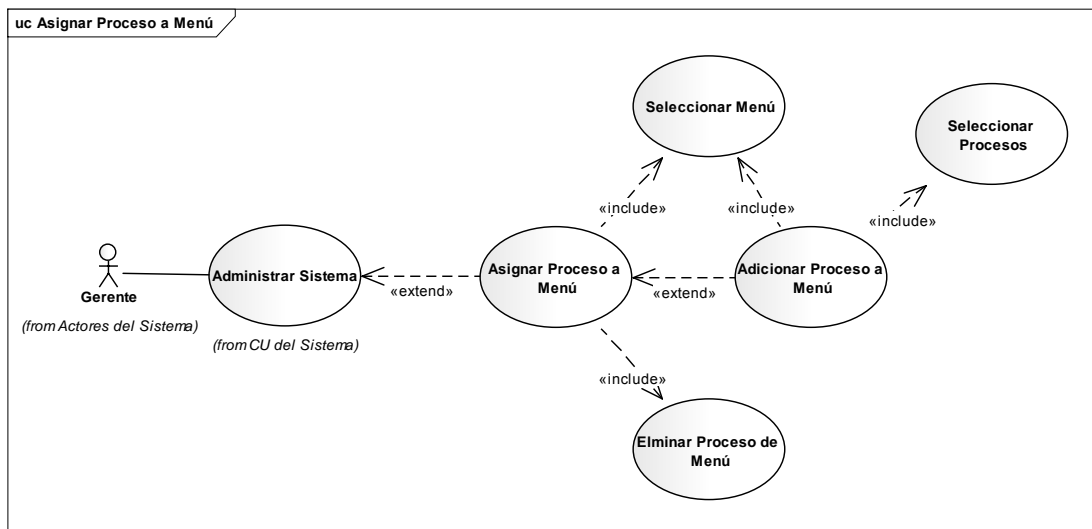 uc Asignar Proceso a Menú
Seleccionar Menú
Seleccionar
Procesos
«include»
«include»
«include»
Administrar Sistema
Asignar Proceso a
Menú
Adicionar Proceso a
Menú
«extend»
«extend»
Gerente
(from Actores del Sistema)
(from CU del Sistema)
«include»
Elminar Proceso de
Menú